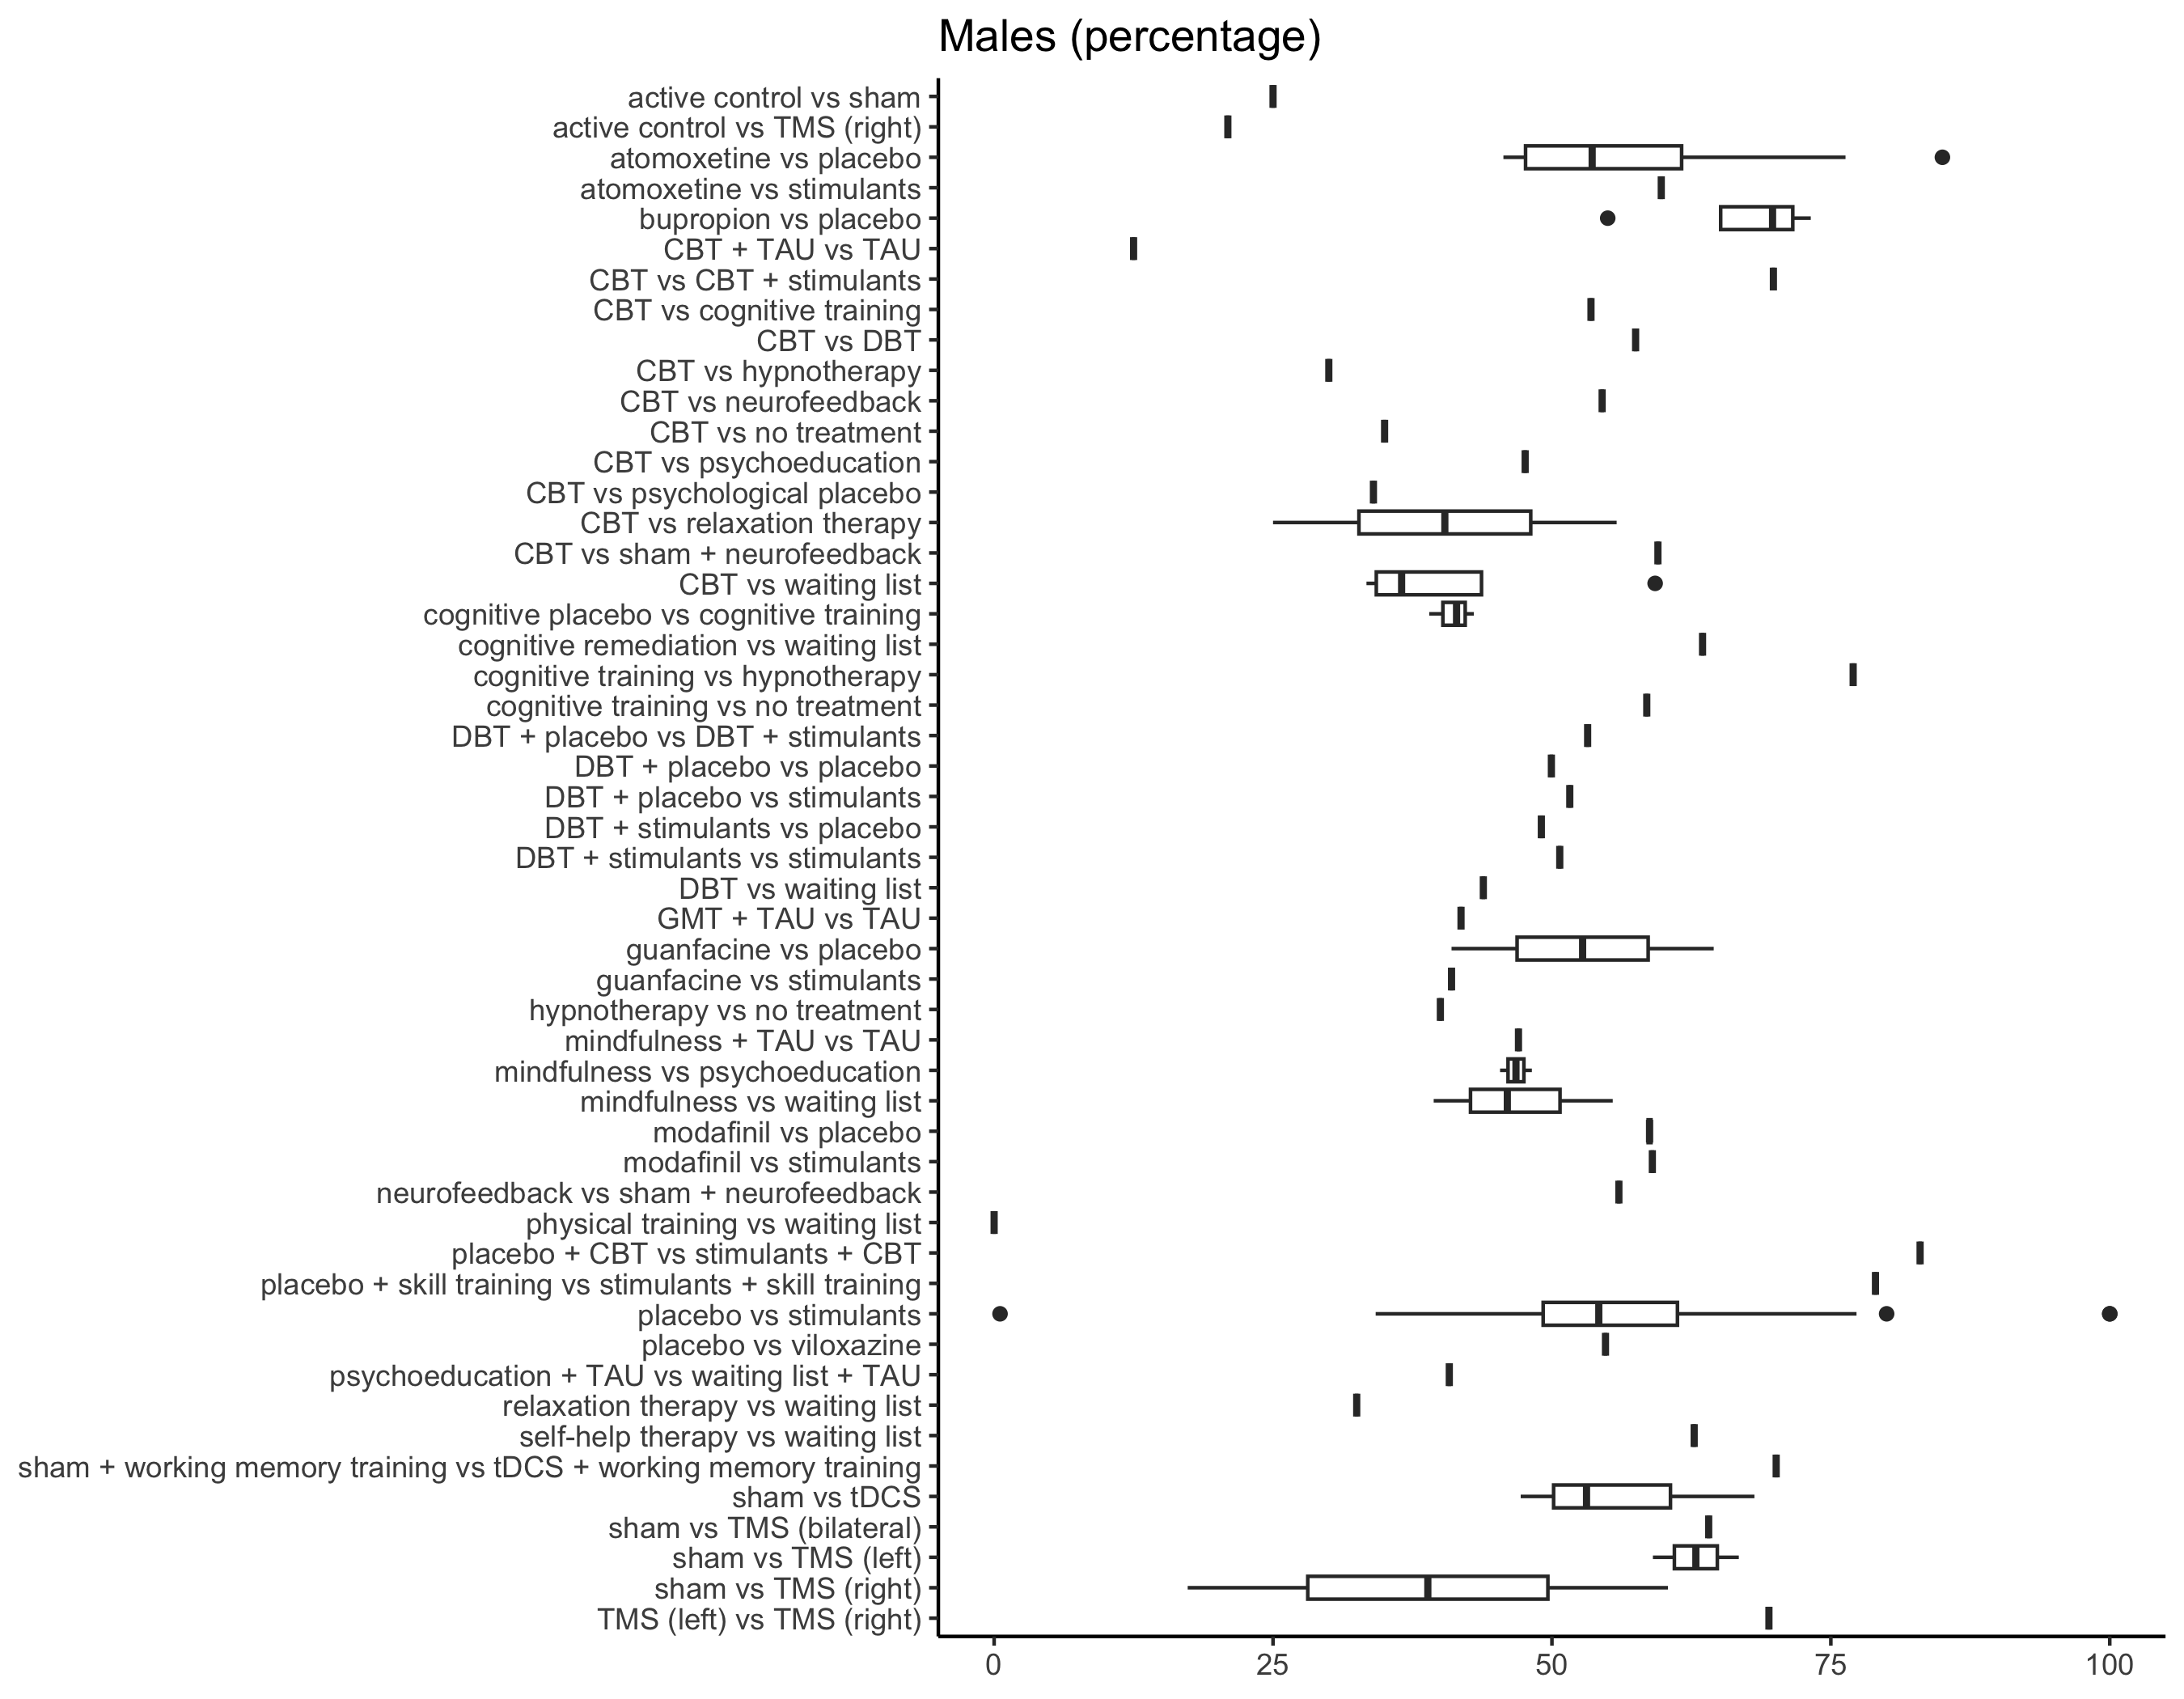 Males (percentage)
active control vs sham
active control vs TMS (right)
atomoxetine vs placebo
atomoxetine vs stimulants
bupropion vs placebo
CBT + TAU vs TAU
CBT vs CBT + stimulants
CBT vs cognitive training
CBT vs DBT
CBT vs hypnotherapy
CBT vs neurofeedback
CBT vs no treatment
CBT vs psychoeducation
CBT vs psychological placebo
CBT vs relaxation therapy
CBT vs sham + neurofeedback
CBT vs waiting list
cognitive placebo vs cognitive training
cognitive remediation vs waiting list
cognitive training vs hypnotherapy
cognitive training vs no treatment
DBT + placebo vs DBT + stimulants
DBT + placebo vs placebo
DBT + placebo vs stimulants
DBT + stimulants vs placebo
DBT + stimulants vs stimulants
DBT vs waiting list
GMT + TAU vs TAU
guanfacine vs placebo
guanfacine vs stimulants
hypnotherapy vs no treatment
mindfulness + TAU vs TAU
mindfulness vs psychoeducation
mindfulness vs waiting list
modafinil vs placebo
modafinil vs stimulants
neurofeedback vs sham + neurofeedback
physical training vs waiting list
placebo + CBT vs stimulants + CBT
placebo + skill training vs stimulants + skill training
placebo vs stimulants
placebo vs viloxazine
psychoeducation + TAU vs waiting list + TAU
relaxation therapy vs waiting list
self-help therapy vs waiting list
sham + working memory training vs tDCS + working memory training
sham vs tDCS
sham vs TMS (bilateral)
sham vs TMS (left)
sham vs TMS (right)
TMS (left) vs TMS (right)
0 25 50 75 100